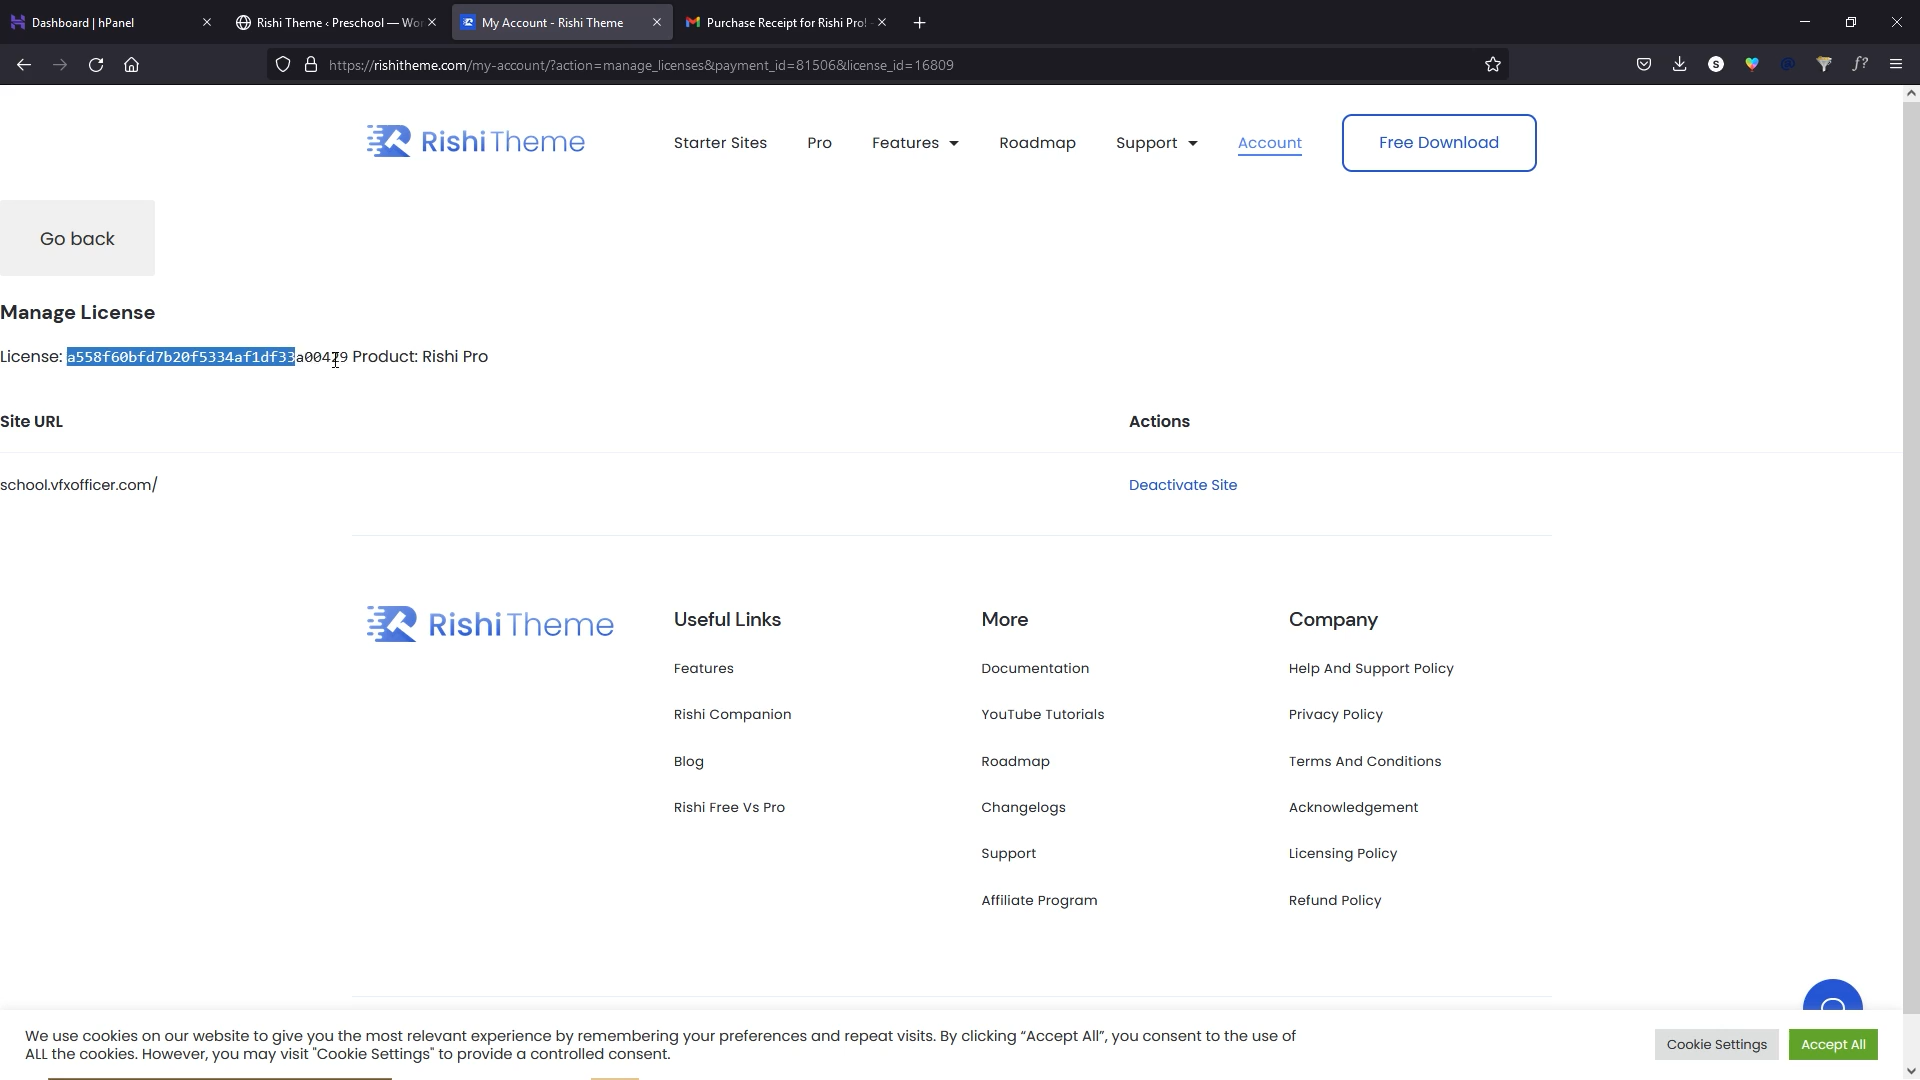 Dashboard | hPanel
Rishi Theme ‹ Preschool — Wor
My Account - Rishi Theme
Purchase Receipt for Rishi Pro! -
https://rishitheme.com/my-account/?action=manage_licenses&payment_id=81506&license_id=16809
Rishi Theme
Starter Sites
Pro
Features
Roadmap
Support
Account
Free Download
Go back
Manage License
License: a558f60bfd7b20f5334af1df33a00429 Product: Rishi Pro
Site URL
Actions
school.vfxofficer.com/
Deactivate Site
Rishi Theme
Useful Links
Features
Rishi Companion
Blog
Rishi Free Vs Pro
More
Documentation
YouTube Tutorials
Roadmap
Changelogs
Support
Affiliate Program
Company
Help And Support Policy
Privacy Policy
Terms And Conditions
Acknowledgement
Licensing Policy
Refund Policy
We use cookies on our website to give you the most relevant experience by remembering your preferences and repeat visits. By clicking “Accept All”, you consent to the use of
ALL the cookies. However, you may visit "Cookie Settings" to provide a controlled consent.
Cookie Settings
Accept All